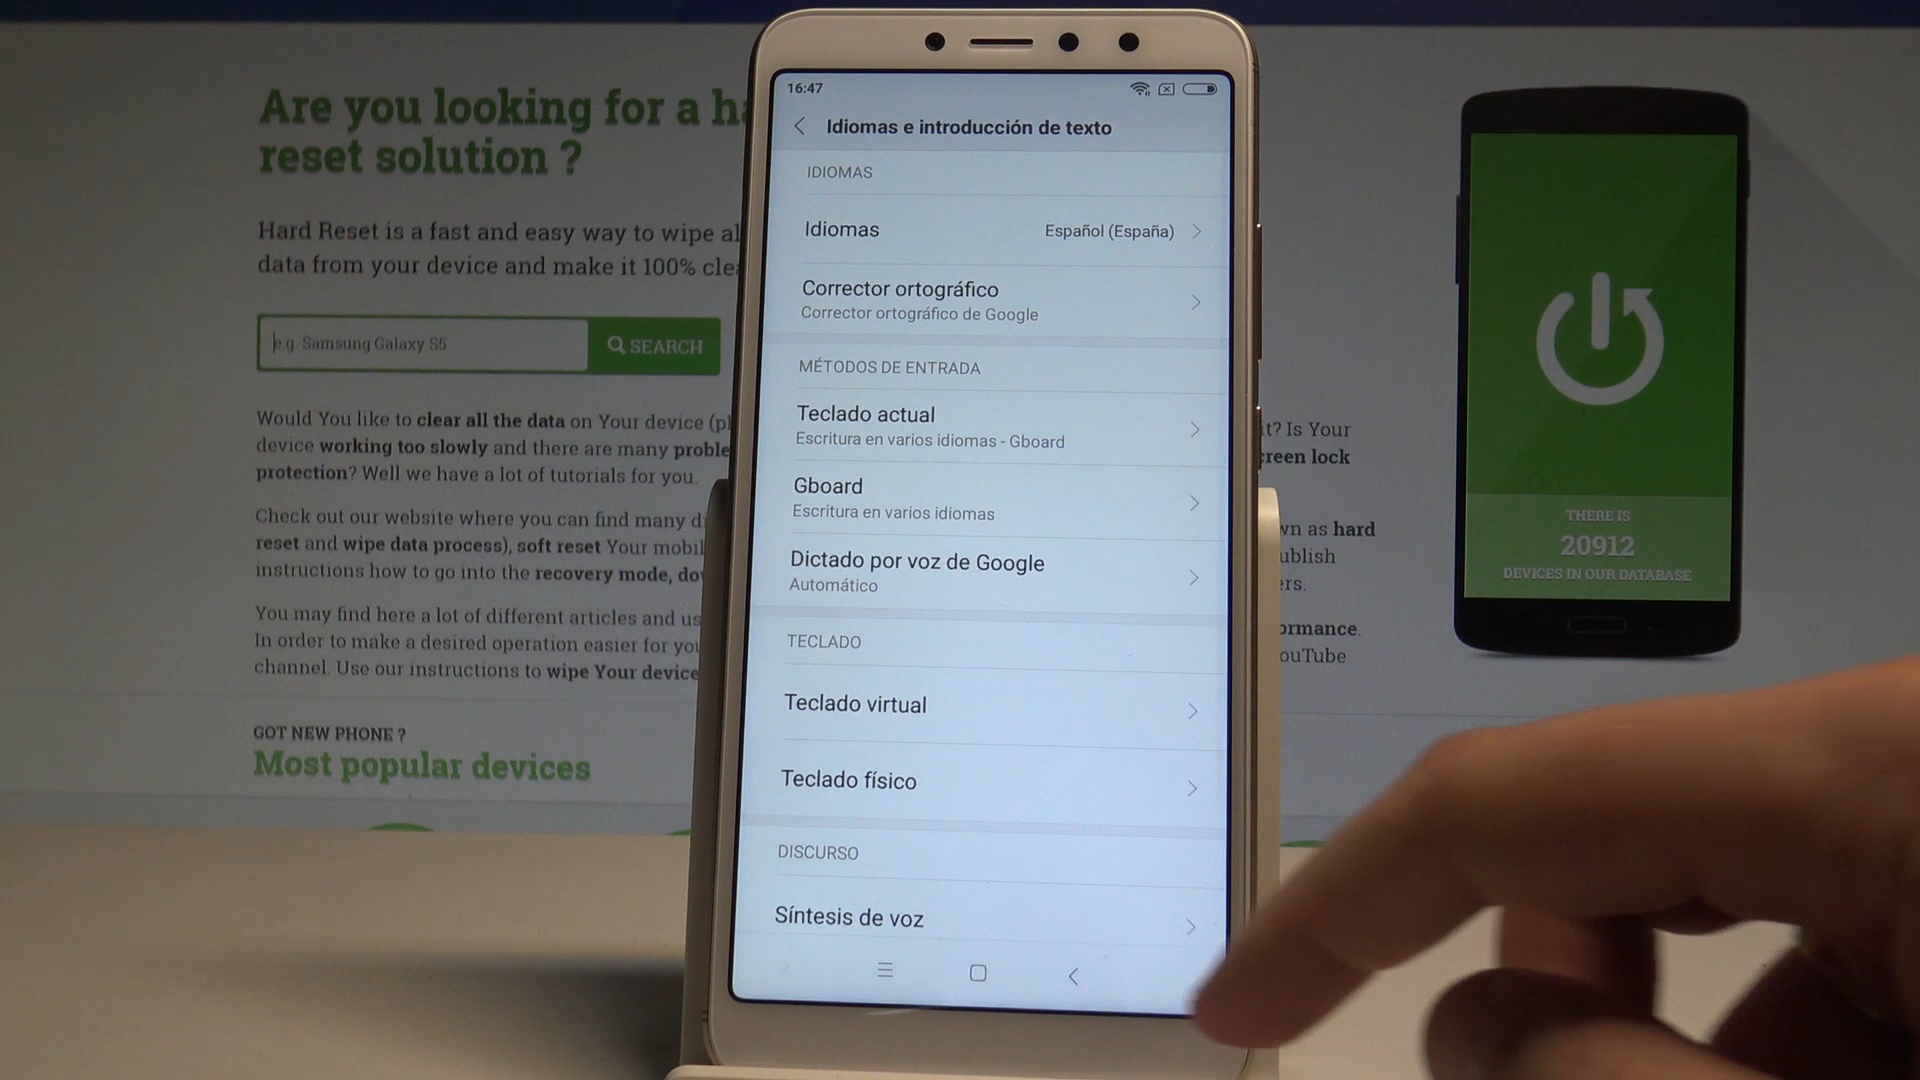 Are you looking for a ha
reset solution ?
Hard Reset is a fast and easy way to wipe al
data from your device and make it 100% clea
e.g. Samsung Galaxy S5
SEARCH
Would You like to clear all the data on Your device (pl
device working too slowly and there are many proble
protection? Well we have a lot of tutorials for you.
Check out our website where you can find many d
reset and wipe data process), soft reset Your mobil
instructions how to go into the recovery mode, do
You may find here a lot of different articles and us
In order to make a desired operation easier for you
channel. Use our instructions to wipe Your device
GOT NEW PHONE ?
Most popular devices
16:47
Idiomas e introducción de texto
IDIOMAS
Idiomas
Español (España)
Corrector ortográfico
Corrector ortográfico de Google
MÉTODOS DE ENTRADA
Teclado actual
Escritura en varios idiomas - Gboard
Gboard
Escritura en varios idiomas
Dictado por voz de Google
Automático
TECLADO
Teclado virtual
Teclado físico
DISCURSO
Síntesis de voz
it? Is Your
creen lock
wn as hard
ublish
ers.
ormance.
ouTube
THERE IS
20912
DEVICES IN OUR DATABASE